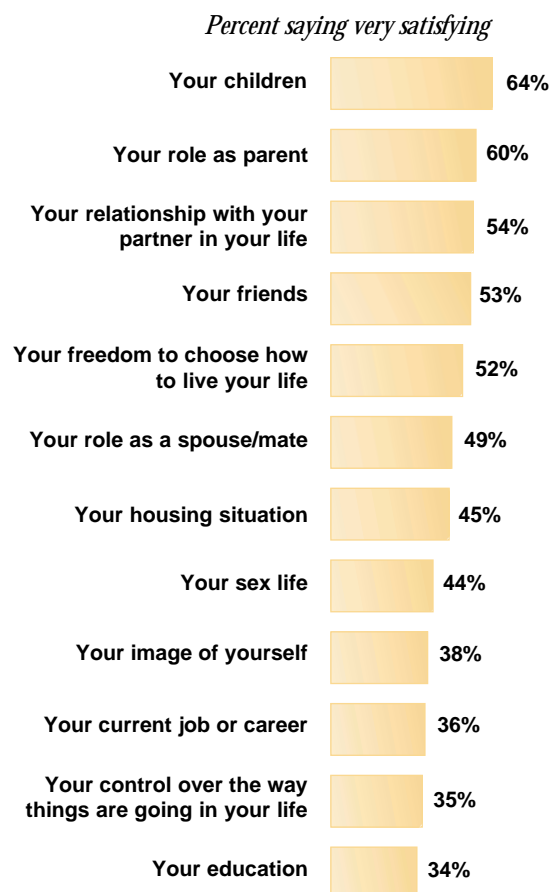 Percent saying very satisfying
Your children 64%
Your role as parent 60%
Your relationship with your
partner in your life 54%
Your friends 53%
Your freedom to choose how
to live your life 52%
Your role as a spouse/mate 49%
Your housing situation 45%
Your sex life 44%
Your image of yourself 38%
Your current job or career 36%
Your control over the way
things are going in your life 35%
Your education 34%